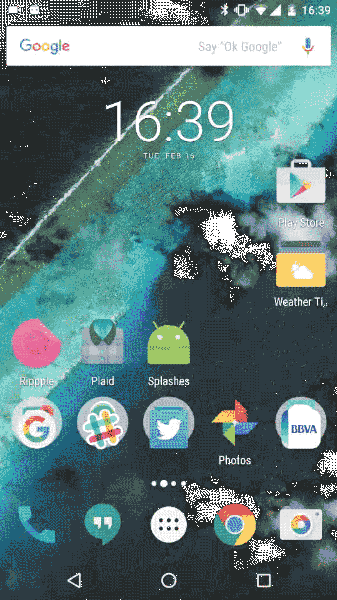 16:39
Google
Say "Ok Google"
16:39
TUE, FEB 16
Play Store
Weather Ti..
Ripople
Plaid
Splashes
G
BBVA
Photos